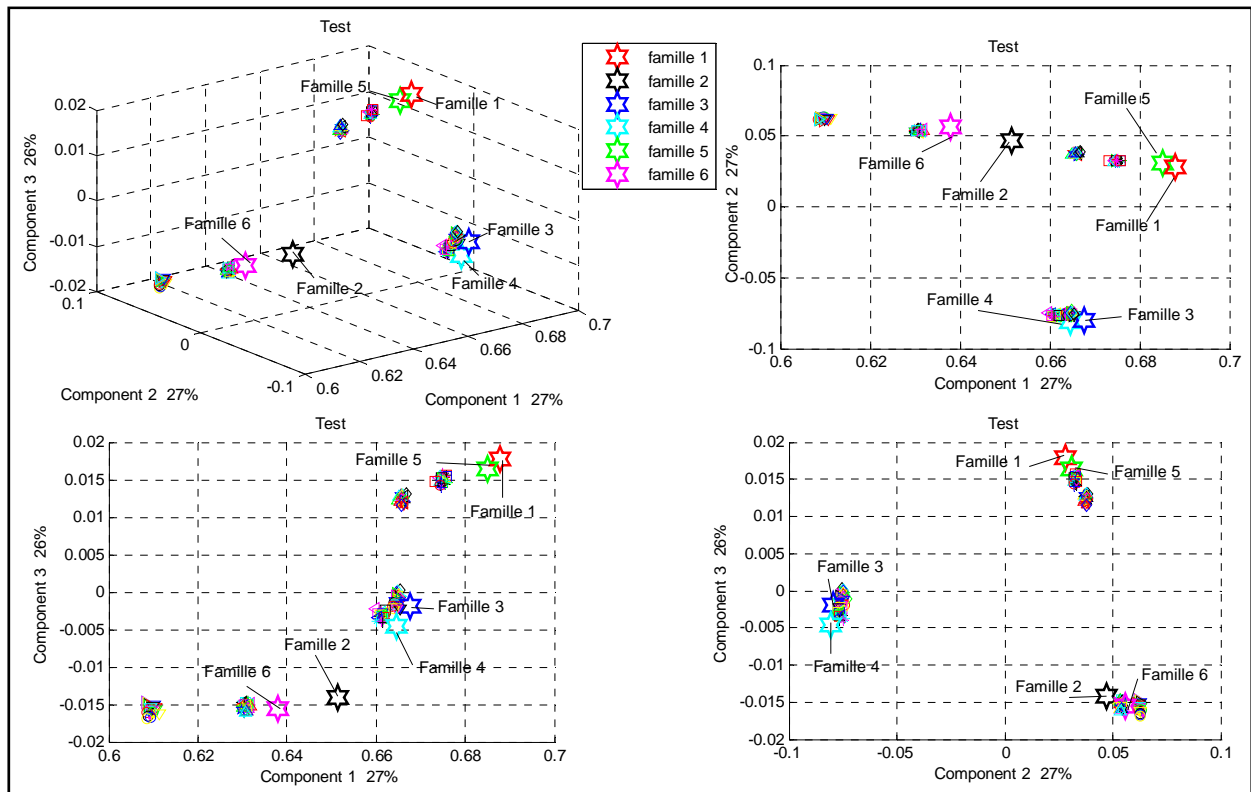 Test
0.02
0.01
0
-0.01
-0.02
Component 3 26%
0.1
0
-0.1
Component 2 27%
0.6
0.62
0.64
0.66
0.68
0.7
Component 1 27%
Famille 5
Famille 1
Famille 6
Famille 2
Famille 3
Famille 4
famille 1
famille 2
famille 3
famille 4
famille 5
famille 6
Test
0.1
0.05
0
-0.05
-0.1
Component 2 27%
0.6
0.62
0.64
0.66
0.68
0.7
Component 1 27%
Famille 5
Famille 6
Famille 2
Famille 1
Famille 4
Famille 3
Test
0.02
0.015
0.01
0.005
0
-0.005
-0.01
-0.015
-0.02
Component 3 26%
0.6
0.62
0.64
0.66
0.68
0.7
Component 1 27%
Famille 5
Famille 1
Famille 3
Famille 2
Famille 4
Famille 6
Test
0.02
0.015
0.01
0.005
0
-0.005
-0.01
-0.015
-0.02
Component 3 26%
-0.1
-0.05
0
0.05
0.1
Component 2 27%
Famille 1
Famille 5
Famille 3
Famille 4
Famille 2
Famille 6